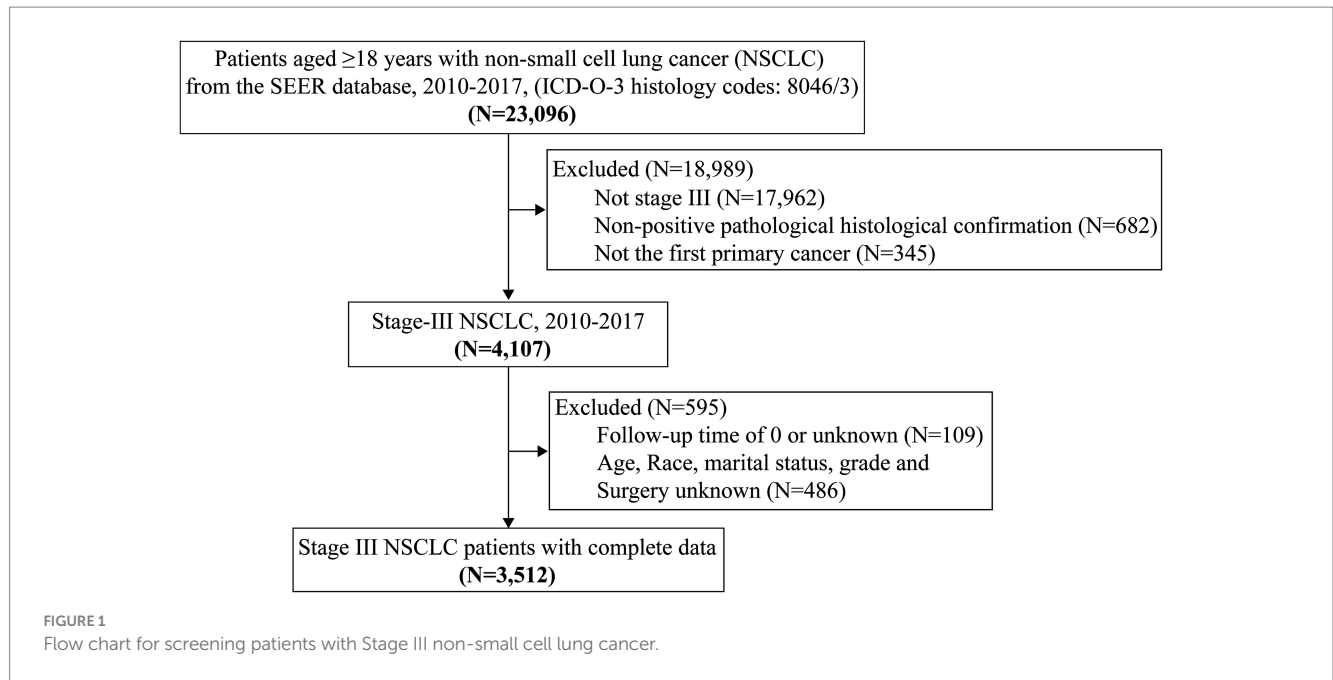 Patients aged ≥18 years with non-small cell lung cancer (NSCLC)
from the SEER database, 2010-2017, (ICD-O-3 histology codes: 8046/3)
(N=23,096)
Excluded (N=18,989)
Not stage III (N=17,962)
Non-positive pathological histological confirmation (N=682)
Not the first primary cancer (N=345)
Stage-III NSCLC, 2010-2017
(N=4,107)
Excluded (N=595)
Follow-up time of 0 or unknown (N=109)
Age, Race, marital status, grade and
Surgery unknown (N=486)
Stage III NSCLC patients with complete data
(N=3,512)
FIGURE 1
Flow chart for screening patients with Stage III non-small cell lung cancer.